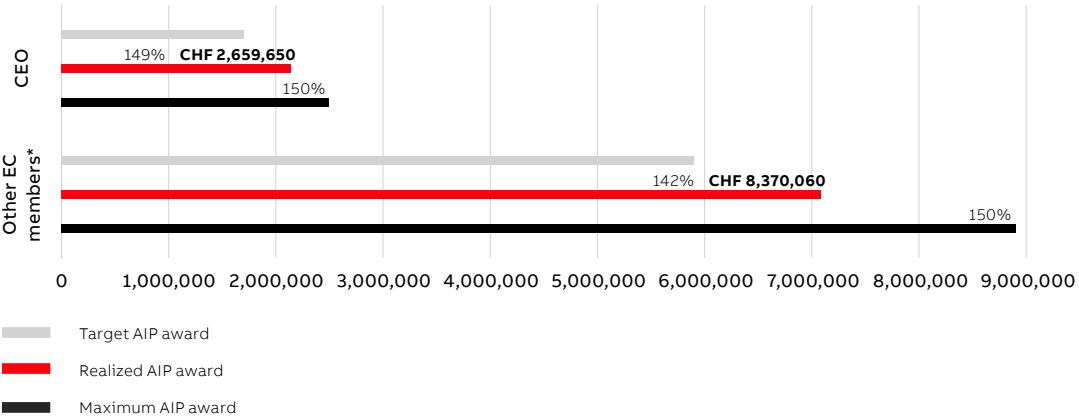 CEO
149% CHF 2,659,650
150%
Other EC
members*
142% CHF 8,370,060
150%
0 1,000,000 2,000,000 3,000,000 4,000,000 5,000,000 6,000,000 7,000,000 8,000,000 9,000,000
Target AIP award
Realized AIP award
Maximum AIP award